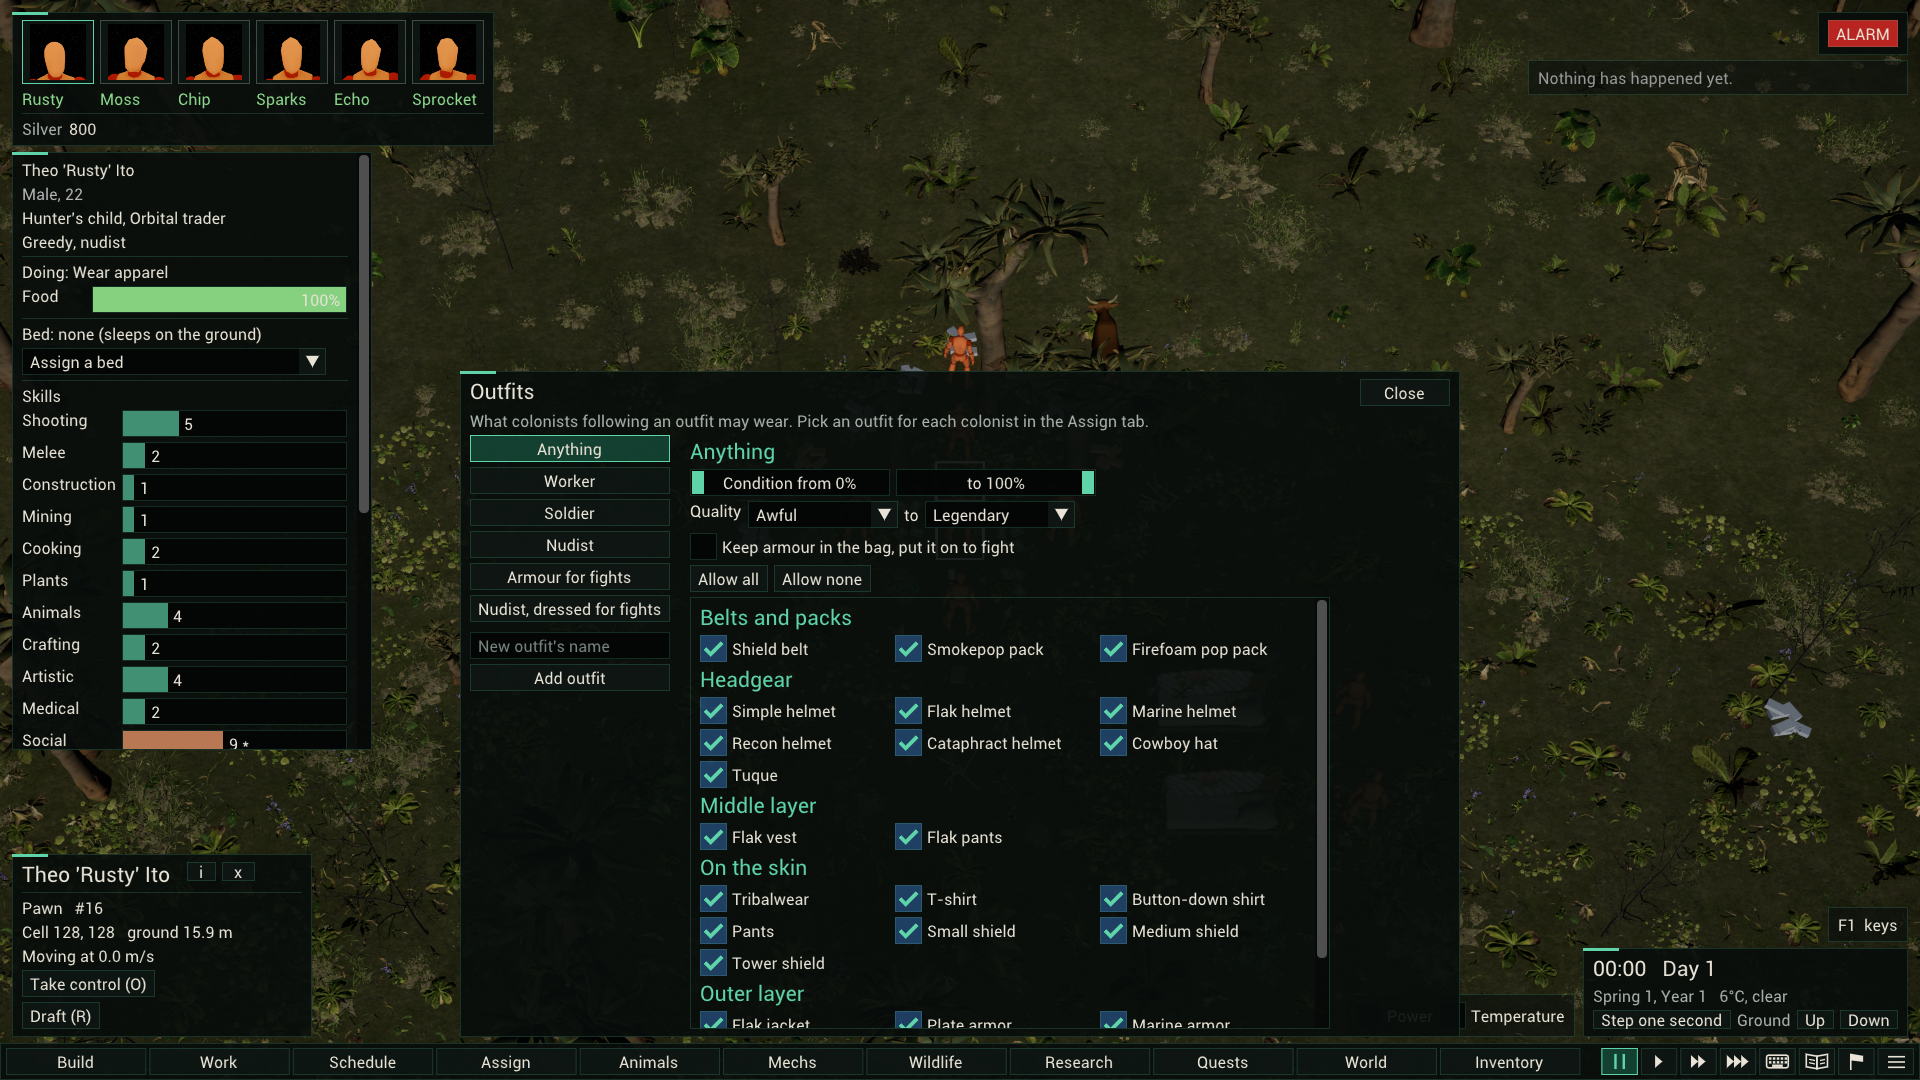 Rusty Moss Chip Sparks Echo Sprocket
Silver 800
ALARM
Nothing has happened yet.
Theo 'Rusty' Ito
Male, 22
Hunter's child, Orbital trader
Greedy, nudist
Doing: Wear apparel
Food 100%
Bed: none (sleeps on the ground)
Assign a bed
Skills
Shooting 5
Melee 2
Construction 1
Mining 1
Cooking 2
Plants 1
Animals 4
Crafting 2
Artistic 4
Medical 2
Social 9 *
Theo 'Rusty' Ito i x
Pawn #16
Cell 128, 128 ground 15.9 m
Moving at 0.0 m/s
Take control (O)
Draft (R)
Outfits Close
What colonists following an outfit may wear. Pick an outfit for each colonist in the Assign tab.
Anything
Worker
Soldier
Nudist
Armour for fights
Nudist, dressed for fights
New outfit's name
Add outfit
Anything
Condition from 0% to 100%
Quality Awful to Legendary
Keep armour in the bag, put it on to fight
Allow all Allow none
Belts and packs
Shield belt Smokepop pack Firefoam pop pack
Headgear
Simple helmet Flak helmet Marine helmet
Recon helmet Cataphract helmet Cowboy hat
Tuque
Middle layer
Flak vest Flak pants
On the skin
Tribalwear T-shirt Button-down shirt
Pants Small shield Medium shield
Tower shield
Outer layer
Flak jacket Plate armor Marine armor
F1 keys
Power Temperature
00:00 Day 1
Spring 1, Year 1 6°C, clear
Step one second Ground Up Down
Build Work Schedule Assign Animals Mechs Wildlife Research Quests World Inventory